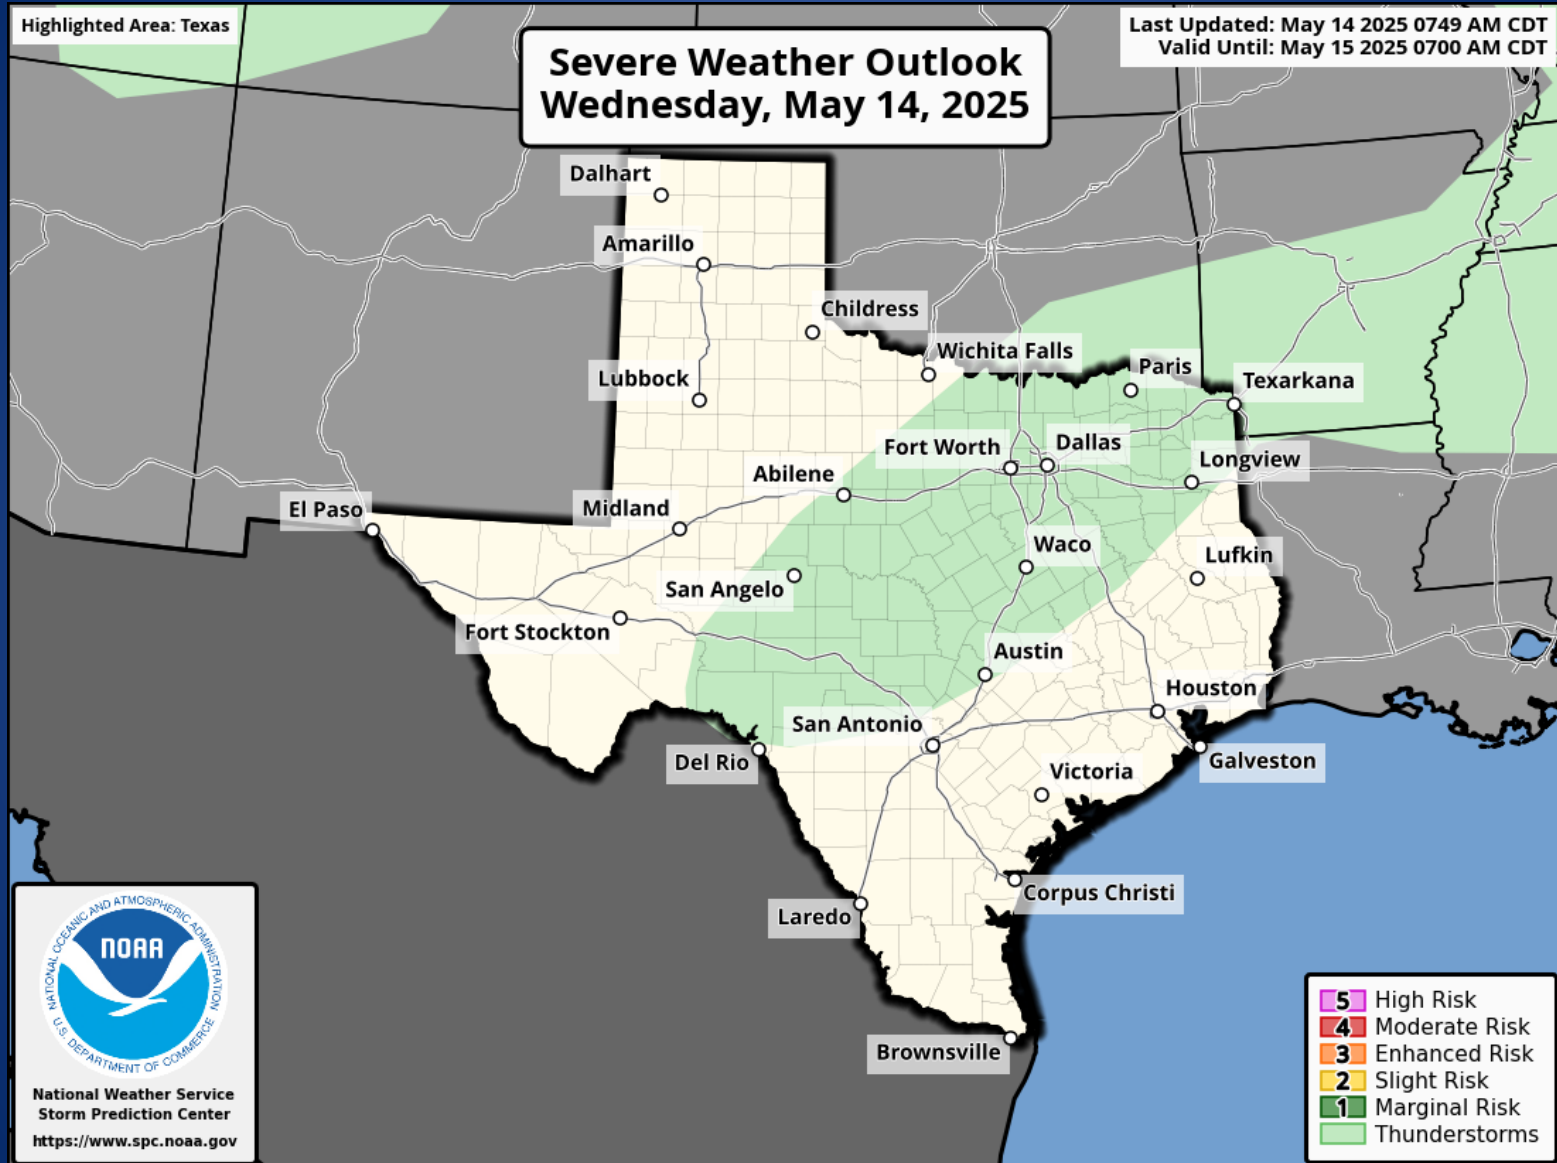 Highlighted Area: Texas
Severe Weather Outlook
Wednesday, May 14, 2025
Last Updated: May 14 2025 0749 AM CDT
Valid Until: May 15 2025 0700 AM CDT
Dalhart
Amarillo
Childress
Wichita Falls
Paris
Texarkana
Lubbock
Fort Worth
Dallas
Longview
Abilene
El Paso
Midland
Waco
Lufkin
San Angelo
Fort Stockton
Austin
Houston
San Antonio
Del Rio
Galveston
Victoria
Corpus Christi
Laredo
Brownsville
NATIONAL OCEANIC AND ATMOSPHERIC ADMINISTRATION
NOAA
U.S. DEPARTMENT OF COMMERCE
National Weather Service
Storm Prediction Center
https://www.spc.noaa.gov
5 High Risk
4 Moderate Risk
3 Enhanced Risk
2 Slight Risk
1 Marginal Risk
Thunderstorms